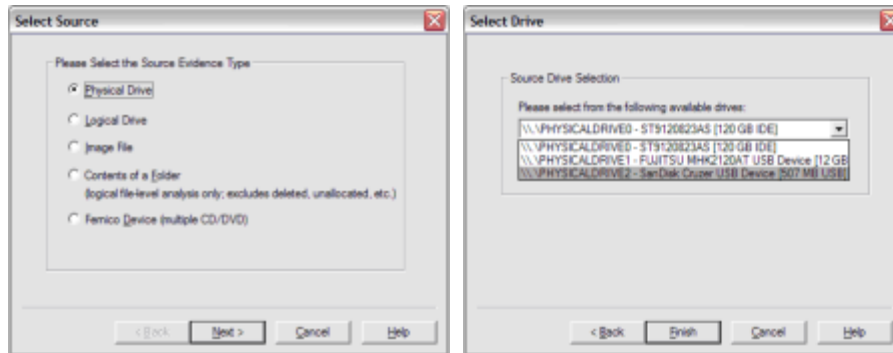 Select Source
Please Select the Source Evidence Type
Physical Drive
Logical Drive
Image File
Contents of a Folder
(logical file-level analysis only; excludes deleted, unallocated, etc.)
Fernico Device (multiple CD/DVD)
< Back
Next >
Cancel
Help
Select Drive
Source Drive Selection
Please select from the following available drives:
\\.\PHYSICALDRIVE0 - ST9120823AS [120 GB IDE]
\\.\PHYSICALDRIVE0 - ST9120823AS [120 GB IDE]
\\.\PHYSICALDRIVE1 - FUJITSU MHK2120AT USB Device [12 GB
\\.\PHYSICALDRIVE2 - SanDisk Cruzer USB Device [507 MB USB]
< Back
Finish
Cancel
Help